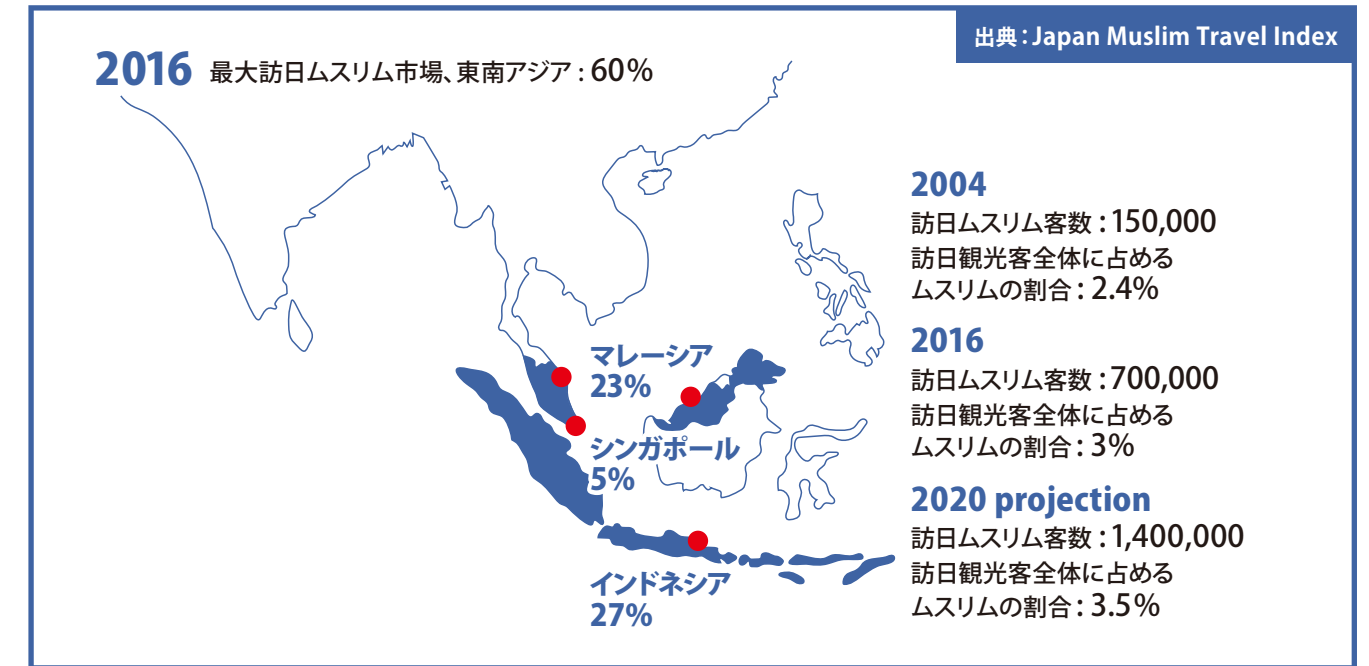 出典：Japan Muslim Travel Index
2016 最大訪日ムスリム市場、東南アジア : 60%
マレーシア
23%
シンガポール
5%
インドネシア
27%
2004
訪日ムスリム客数 : 150,000
訪日観光客全体に占める
ムスリムの割合 : 2.4%
2016
訪日ムスリム客数 : 700,000
訪日観光客全体に占める
ムスリムの割合 : 3%
2020 projection
訪日ムスリム客数 : 1,400,000
訪日観光客全体に占める
ムスリムの割合 : 3.5%